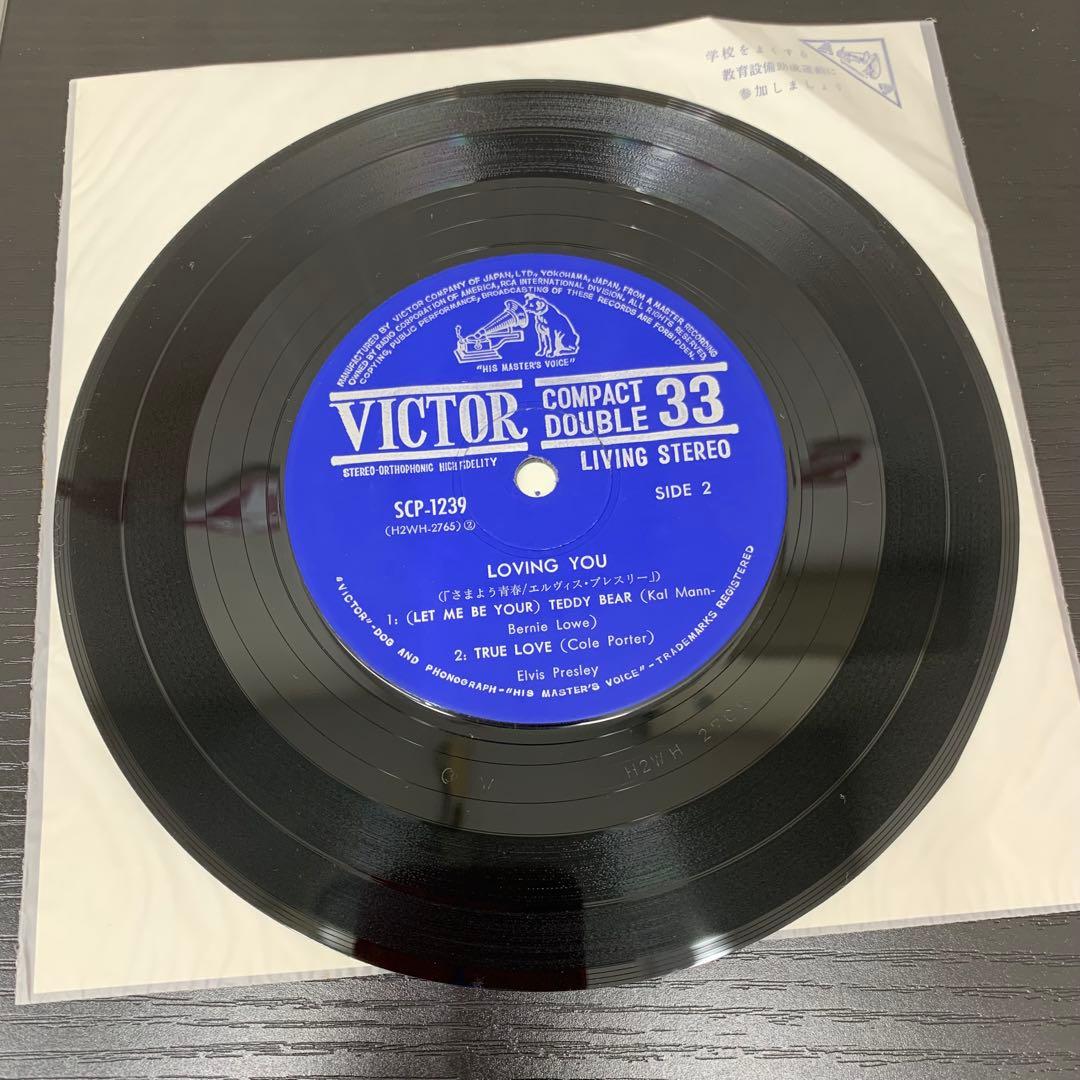 学校をよくする
教育設備助成運動に
参加しましょう
MANUFACTURED BY VICTOR COMPANY OF JAPAN, LTD., YOKOHAMA, JAPAN, FROM A MASTER RECORDING
OWNED BY RADIO CORPORATION OF AMERICA, RCA INTERNATIONAL DIVISION. ALL RIGHTS RESERVED.
COPYING, PUBLIC PERFORMANCE, BROADCASTING OF THESE RECORDS ARE FORBIDDEN.
"HIS MASTER'S VOICE"
VICTOR
COMPACT
DOUBLE 33
STEREO-ORTHOPHONIC HIGH FIDELITY
LIVING STEREO
SCP-1239
(H2WH-2765)②
SIDE 2
LOVING YOU
(『さまよう青春/エルヴィス・プレスリー』)
1: (LET ME BE YOUR) TEDDY BEAR (Kal Mann-
Bernie Lowe)
2: TRUE LOVE (Cole Porter)
Elvis Presley
"VICTOR"-DOG AND PHONOGRAPH-"HIS MASTER'S VOICE"-TRADEMARKS REGISTERED
H2WH